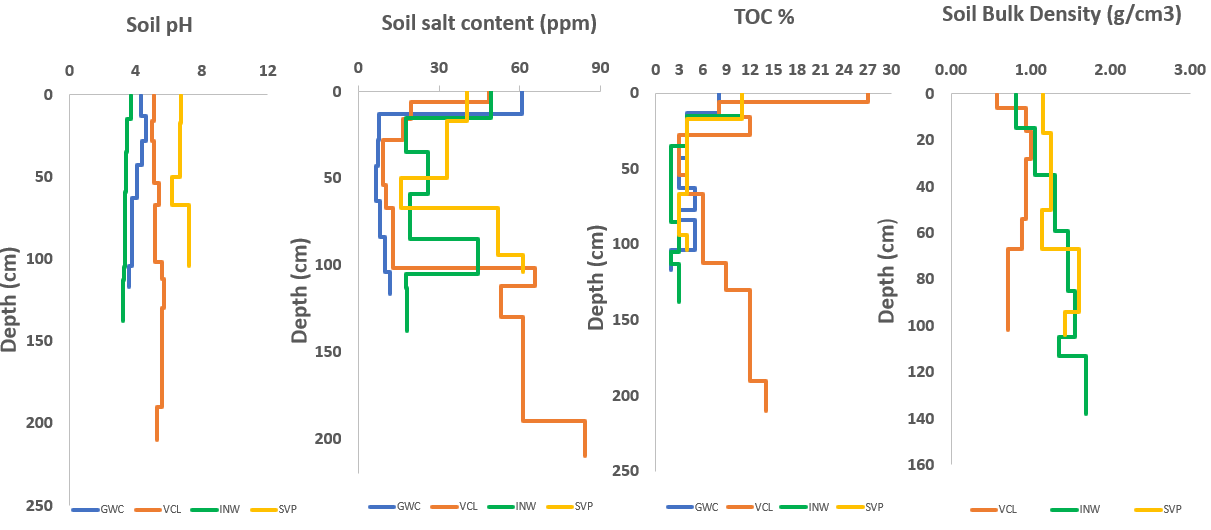 Soil pH
0 4 8 12
0
50
100
150
200
250
Depth (cm)
GWC VCL INW SVP
Soil salt content (ppm)
0 30 60 90
0
50
100
150
200
Depth (cm)
GWC VCL INW SVP
TOC %
0 3 6 9 12 15 18 21 24 27 30
0
50
100
150
200
250
Depth (cm)
GWC VCL INW SVP
Soil Bulk Density (g/cm3)
0.00 1.00 2.00 3.00
0
20
40
60
80
100
120
140
160
Depth (cm)
VCL INW SVP